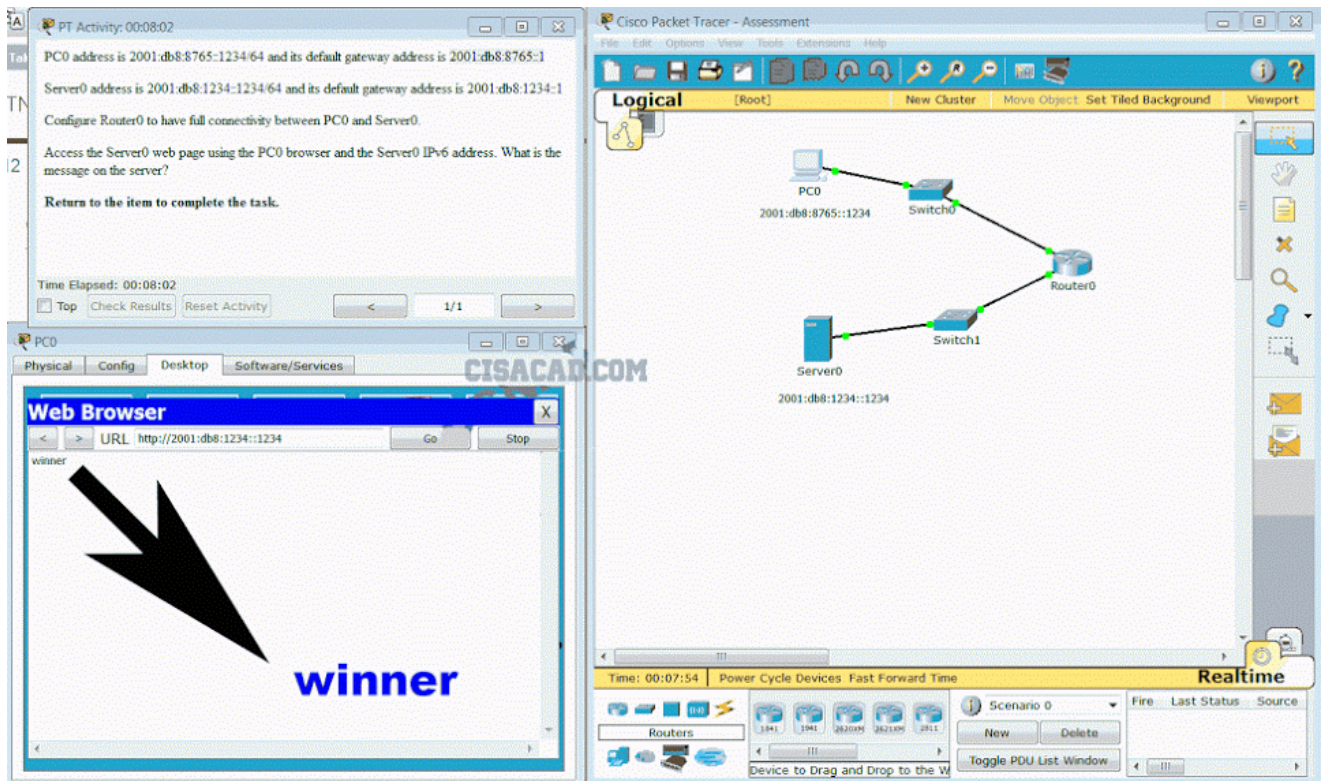 PT Activity: 00:08:02
PC0 address is 2001:db8:8765::1234/64 and its default gateway address is 2001:db8:8765::1
Server0 address is 2001:db8:1234::1234/64 and its default gateway address is 2001:db8:1234::1
Configure Router0 to have full connectivity between PC0 and Server0.
Access the Server0 web page using the PC0 browser and the Server0 IPv6 address. What is the
message on the server?
Return to the item to complete the task.
Time Elapsed: 00:08:02
Top Check Results Reset Activity < 1/1 >
PC0
Physical Config Desktop Software/Services
CISACAD.COM
Web Browser X
< > URL http://2001:db8:1234::1234 Go Stop
winner
winner
Cisco Packet Tracer - Assessment
File Edit Options View Tools Extensions Help
Logical [Root] New Cluster Move Object Set Tiled Background Viewport
PC0
2001:db8:8765::1234
Switch0
Router0
Switch1
Server0
2001:db8:1234::1234
Time: 00:07:54 Power Cycle Devices Fast Forward Time Realtime
Routers
1841 1941 2620XM 2621XM 2811
Device to Drag and Drop to the W
Scenario 0
New Delete
Toggle PDU List Window
Fire Last Status Source